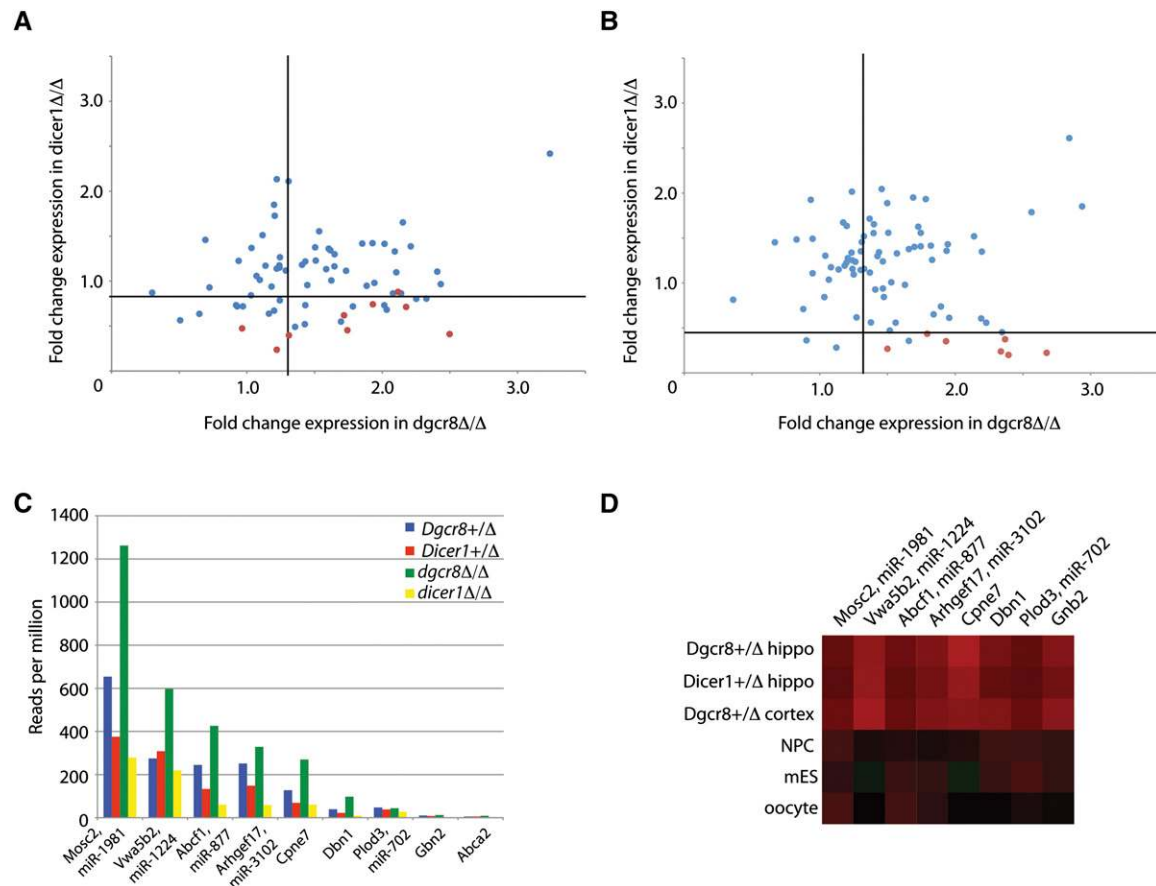 A
Fold change expression in dicer1Δ/Δ
3.0
2.0
1.0
0
1.0
2.0
3.0
Fold change expression in dgcr8Δ/Δ
B
Fold change expression in dicer1Δ/Δ
3.0
2.0
1.0
0
1.0
2.0
3.0
Fold change expression in dgcr8Δ/Δ
C
Reads per million
1400
1200
1000
800
600
400
200
0
Dgcr8+/Δ
Dicer1+/Δ
dgcr8Δ/Δ
dicer1Δ/Δ
Mosc2,
miR-1981
Vwa5b2,
miR-1224
Abcf1,
miR-877
Arhgef17,
miR-3102
Cpne7
Dbn1
Plod3,
miR-702
Gbn2
Abca2
D
Mosc2, miR-1981
Vwa5b2, miR-1224
Abcf1, miR-877
Arhgef17, miR-3102
Cpne7
Dbn1
Plod3, miR-702
Gnb2
Dgcr8+/Δ hippo
Dicer1+/Δ hippo
Dgcr8+/Δ cortex
NPC
mES
oocyte